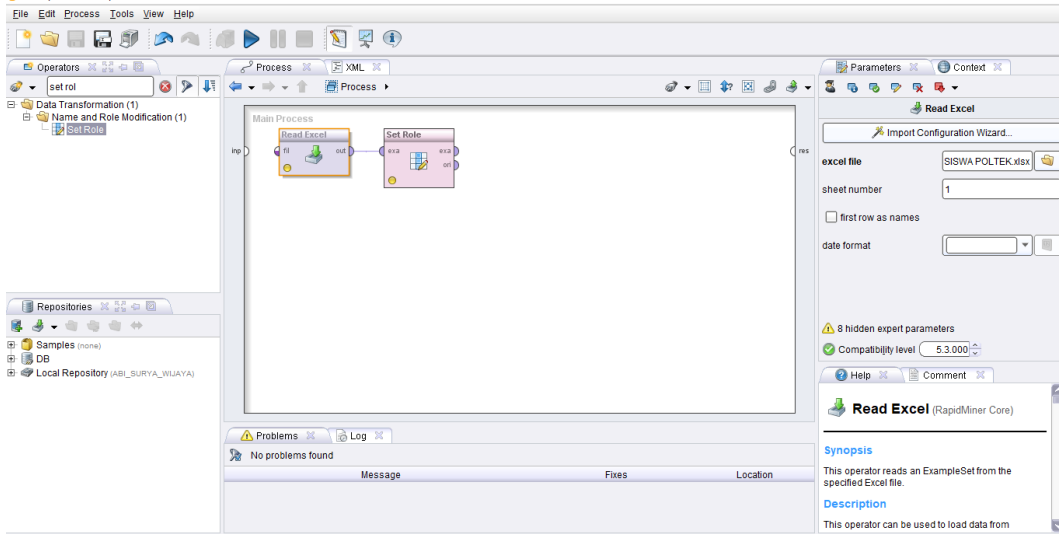 File Edit Process Tools View Help
Operators
set rol
Data Transformation (1)
Name and Role Modification (1)
Set Role
Repositories
Samples (none)
DB
Local Repository (ABI_SURYA_WIJAYA)
Process XML
Process
Main Process
Read Excel
Set Role
inp
fil
out
exa
exa
ori
res
Problems Log
No problems found
Message Fixes Location
Parameters Context
Read Excel
Import Configuration Wizard...
excel file SISWA POLTEK.xlsx
sheet number 1
first row as names
date format
8 hidden expert parameters
Compatibility level 5.3.000
Help Comment
Read Excel (RapidMiner Core)
Synopsis
This operator reads an ExampleSet from the
specified Excel file.
Description
This operator can be used to load data from